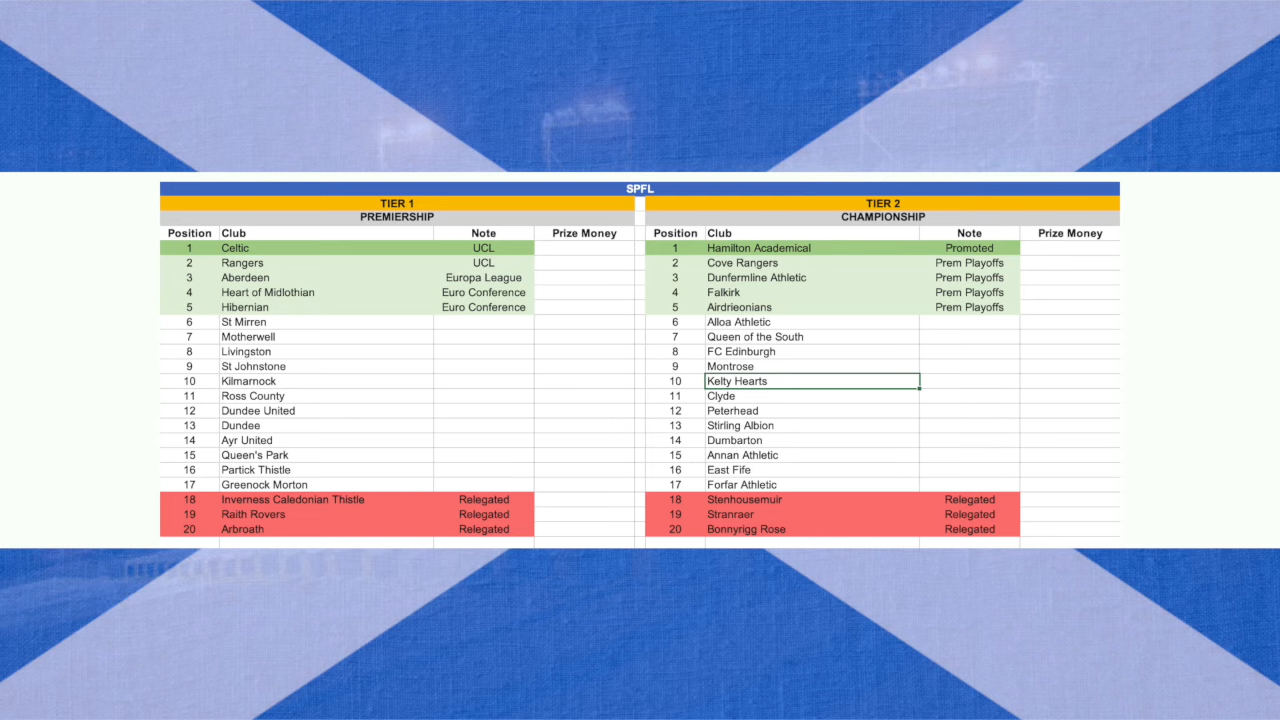 SPFL
TIER 1 TIER 2
PREMIERSHIP CHAMPIONSHIP
Position Club Note Prize Money Position Club Note Prize Money
1 Celtic UCL 1 Hamilton Academical Promoted
2 Rangers UCL 2 Cove Rangers Prem Playoffs
3 Aberdeen Europa League 3 Dunfermline Athletic Prem Playoffs
4 Heart of Midlothian Euro Conference 4 Falkirk Prem Playoffs
5 Hibernian Euro Conference 5 Airdrieonians Prem Playoffs
6 St Mirren 6 Alloa Athletic
7 Motherwell 7 Queen of the South
8 Livingston 8 FC Edinburgh
9 St Johnstone 9 Montrose
10 Kilmarnock 10 Kelty Hearts
11 Ross County 11 Clyde
12 Dundee United 12 Peterhead
13 Dundee 13 Stirling Albion
14 Ayr United 14 Dumbarton
15 Queen's Park 15 Annan Athletic
16 Partick Thistle 16 East Fife
17 Greenock Morton 17 Forfar Athletic
18 Inverness Caledonian Thistle Relegated 18 Stenhousemuir Relegated
19 Raith Rovers Relegated 19 Stranraer Relegated
20 Arbroath Relegated 20 Bonnyrigg Rose Relegated